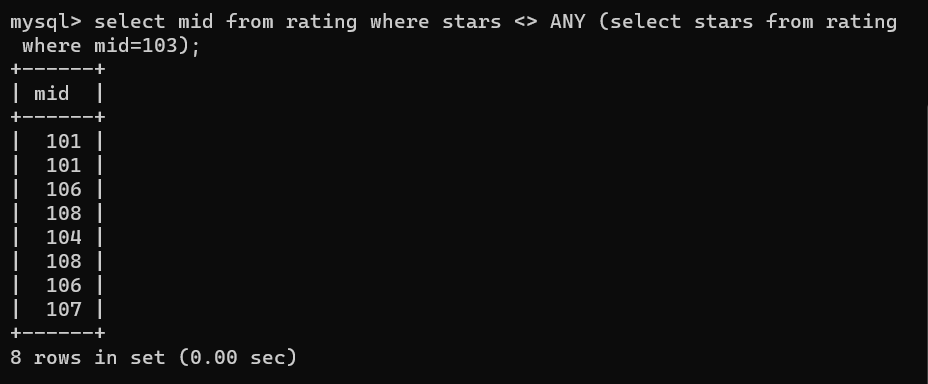 mysql> select mid from rating where stars <> ANY (select stars from rating
 where mid=103);
+------+
| mid  |
+------+
|  101 |
|  101 |
|  106 |
|  108 |
|  104 |
|  108 |
|  106 |
|  107 |
+------+
8 rows in set (0.00 sec)